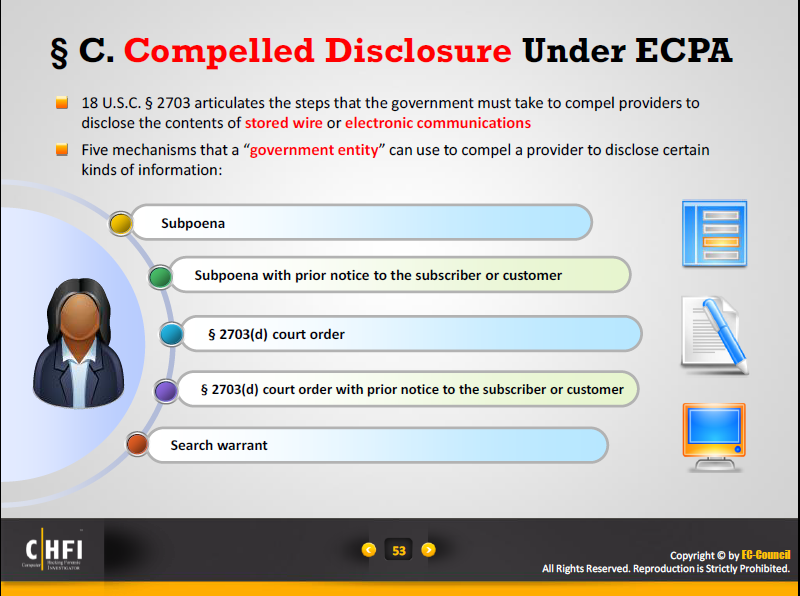 § C. Compelled Disclosure Under ECPA
18 U.S.C. § 2703 articulates the steps that the government must take to compel providers to
disclose the contents of stored wire or electronic communications
Five mechanisms that a “government entity” can use to compel a provider to disclose certain
kinds of information:
Subpoena
Subpoena with prior notice to the subscriber or customer
§ 2703(d) court order
§ 2703(d) court order with prior notice to the subscriber or customer
Search warrant
CHFI
Computer Hacking Forensic
INVESTIGATOR
53
Copyright © by EC-Council
All Rights Reserved. Reproduction is Strictly Prohibited.